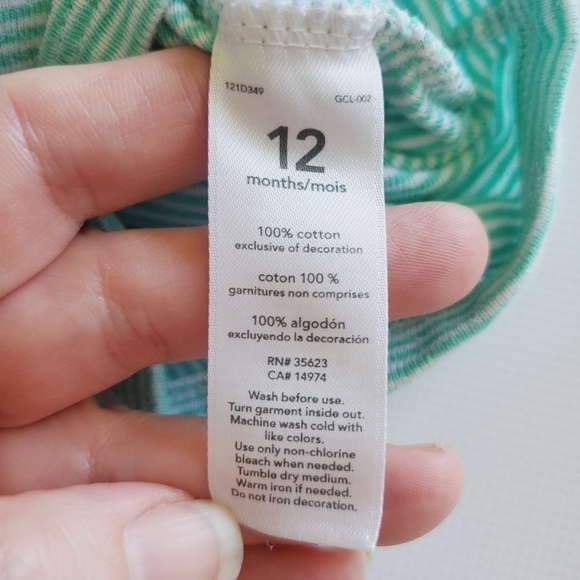 121D349
GCL-002
12
months/mois
100% cotton
exclusive of decoration
coton 100 %
garnitures non comprises
100% algodón
excluyendo la decoración
RN# 35623
CA# 14974
Wash before use.
Turn garment inside out.
Machine wash cold with
like colors.
Use only non-chlorine
bleach when needed.
Tumble dry medium.
Warm iron if needed.
Do not iron decoration.